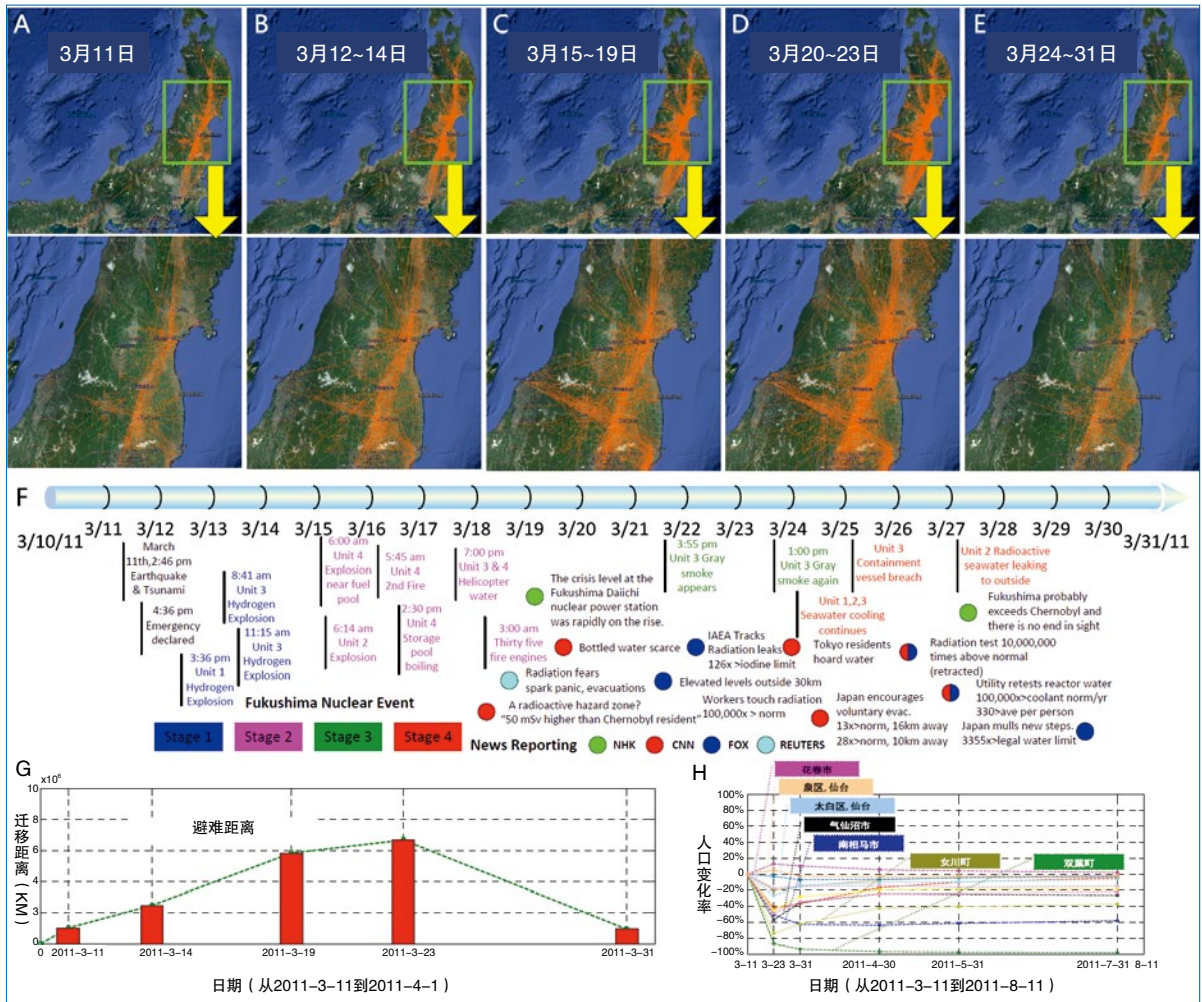 A
3月11日
B
3月12~14日
C
3月15~19日
D
3月20~23日
E
3月24~31日
F
3/10/11
3/11
3/12
3/13
3/14
3/15
3/16
3/17
3/18
3/19
3/20
3/21
3/22
3/23
3/24
3/25
3/26
3/27
3/28
3/29
3/30
3/31/11
March
11th,2:46 pm
Earthquake
& Tsunami
4:36 pm
Emergency
declared
3:36 pm
Unit 1
Hydrogen
Explosion
8:41 am
Unit 3
Hydrogen
Explosion
11:15 am
Unit 3
Hydrogen
Explosion
6:00 am
Unit 4
Explosion
near fuel
pool
6:14 am
Unit 2
Explosion
5:45 am
Unit 4
2nd Fire
2:30 pm
Unit 4
Storage
pool
boiling
7:00 pm
Unit 3 & 4
Helicopter
water
3:00 am
Thirty five
fire engines
The crisis level at the
Fukushima Daiichi
nuclear power station
was rapidly on the rise.
Bottled water scarce
Radiation fears
spark panic, evacuations
A radioactive hazard zone?
"50 mSv higher than Chernobyl resident"
3:55 pm
Unit 3 Gray
smoke
appears
IAEA Tracks
Radiation leaks
126x >iodine limit
Elevated levels outside 30km
Workers touch radiation
100,000x > norm
1:00 pm
Unit 3 Gray
smoke again
Unit 1,2,3
Seawater cooling
continues
Tokyo residents
hoard water
Japan encourages
voluntary evac.
13x>norm, 16km away
28x>norm, 10km away
Unit 3
Containment
vessel breach
Unit 2 Radioactive
seawater leaking
to outside
Fukushima probably
exceeds Chernobyl and
there is no end in sight
Radiation test 10,000,000
times above normal
(retracted)
Utility retests reactor water
100,000x>coolant norm/yr
330>ave per person
Japan mulls new steps.
3355x>legal water limit
Fukushima Nuclear Event
Stage 1
Stage 2
Stage 3
Stage 4
News Reporting
NHK
CNN
FOX
REUTERS
G
x10⁶
10
8
6
4
3
0
迁移距离（KM）
避难距离
0
2011-3-11
2011-3-14
2011-3-19
2011-3-23
2011-3-31
日期（从2011-3-11到2011-4-1）
H
人口变化率
100%
80%
60%
40%
20%
0%
-20%
-40%
-60%
-80%
-100%
花卷市
泉区,仙台
太白区,仙台
气仙沼市
南相马市
女川町
双葉町
3-11
3-23
3-31
2011-4-30
2011-5-31
2011-7-31
8-11
日期（从2011-3-11到2011-8-11）